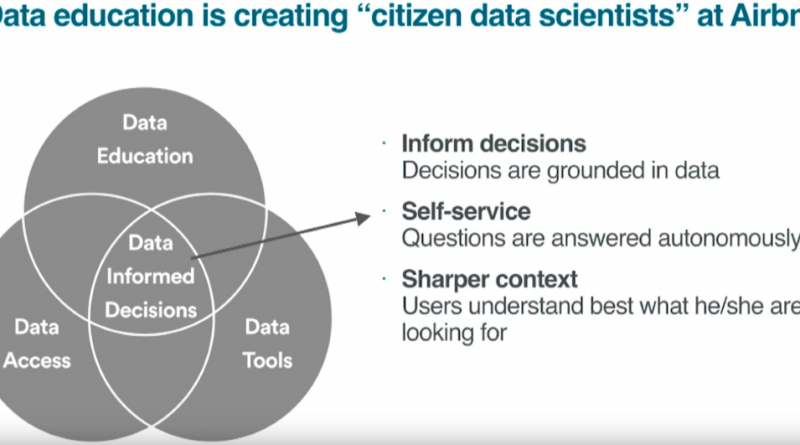 Data education is creating “citizen data scientists” at Airbn
Data
Education
Data
Informed
Decisions
Data
Access
Data
Tools
· Inform decisions
Decisions are grounded in data
· Self-service
Questions are answered autonomously
· Sharper context
Users understand best what he/she are
looking for